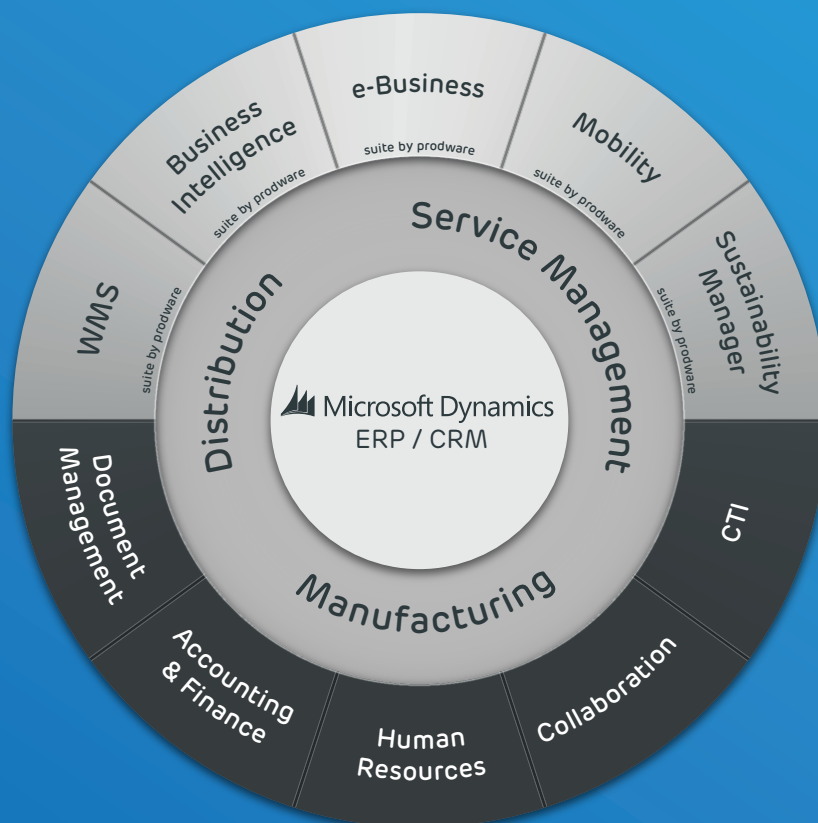 e-Business
suite by prodware
Mobility
suite by prodware
Sustainability
Manager
suite by prodware
CTI
Collaboration
Human
Resources
Accounting
& Finance
Document
Management
WMS
suite by prodware
Business
Intelligence
suite by prodware
Service Management
Manufacturing
Distribution
Microsoft Dynamics
ERP / CRM